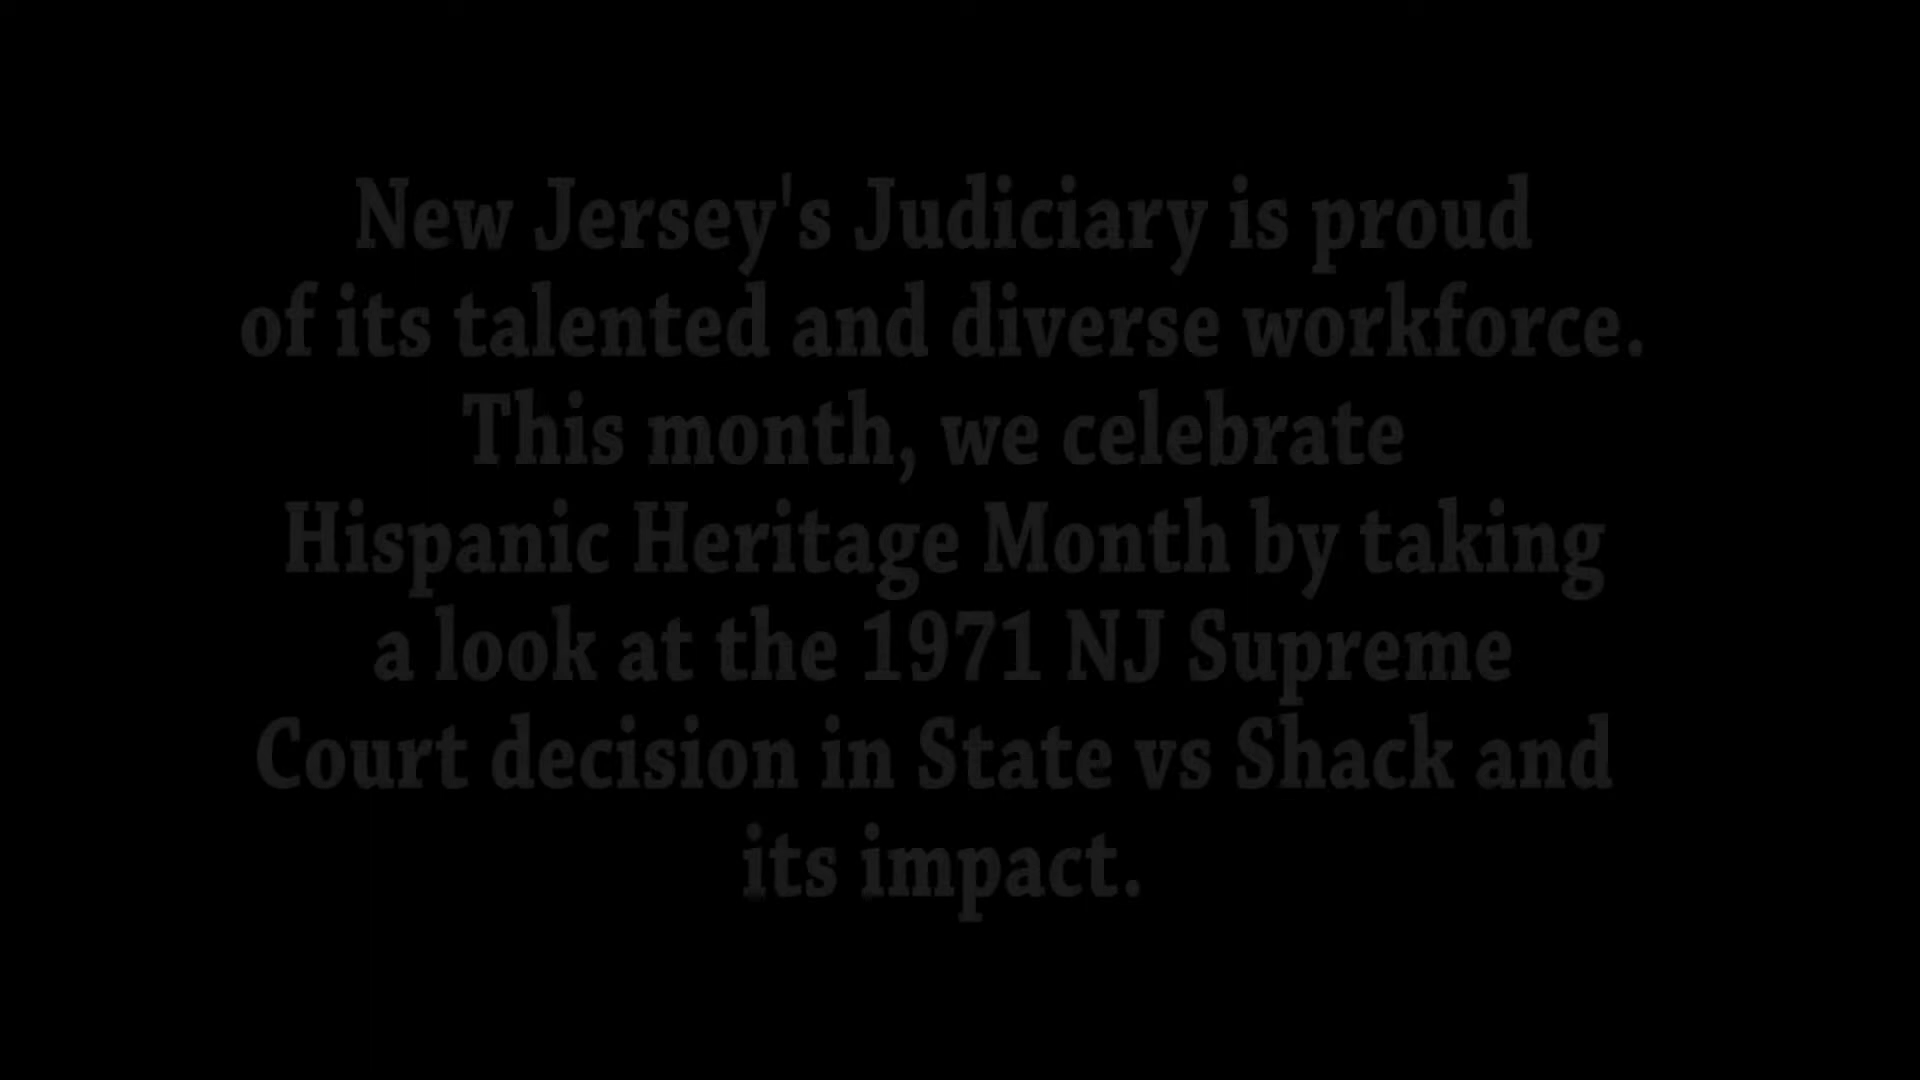 New Jersey's Judiciary is proud
of its talented and diverse workforce.
This month, we celebrate
Hispanic Heritage Month by taking
a look at the 1971 NJ Supreme
Court decision in State vs Shack and
its impact.